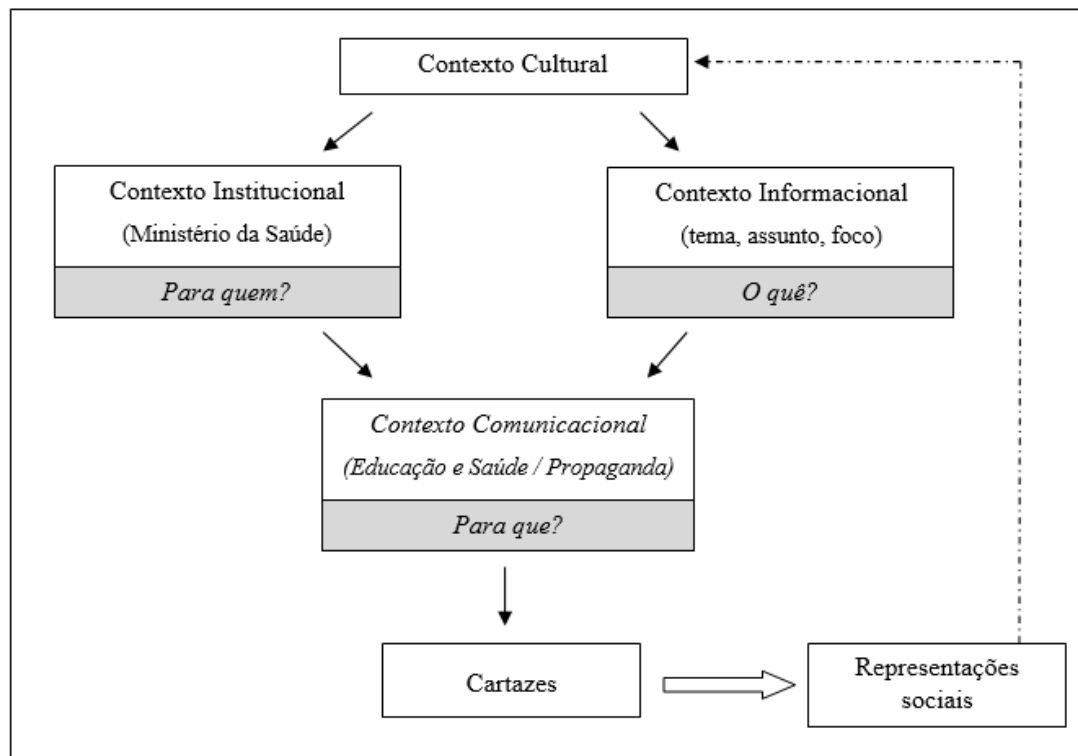 Contexto Cultural
Contexto Institucional
(Ministério da Saúde)
Para quem?
Contexto Informacional
(tema, assunto, foco)
O quê?
Contexto Comunicacional
(Educação e Saúde / Propaganda)
Para que?
Cartazes
Representações
sociais